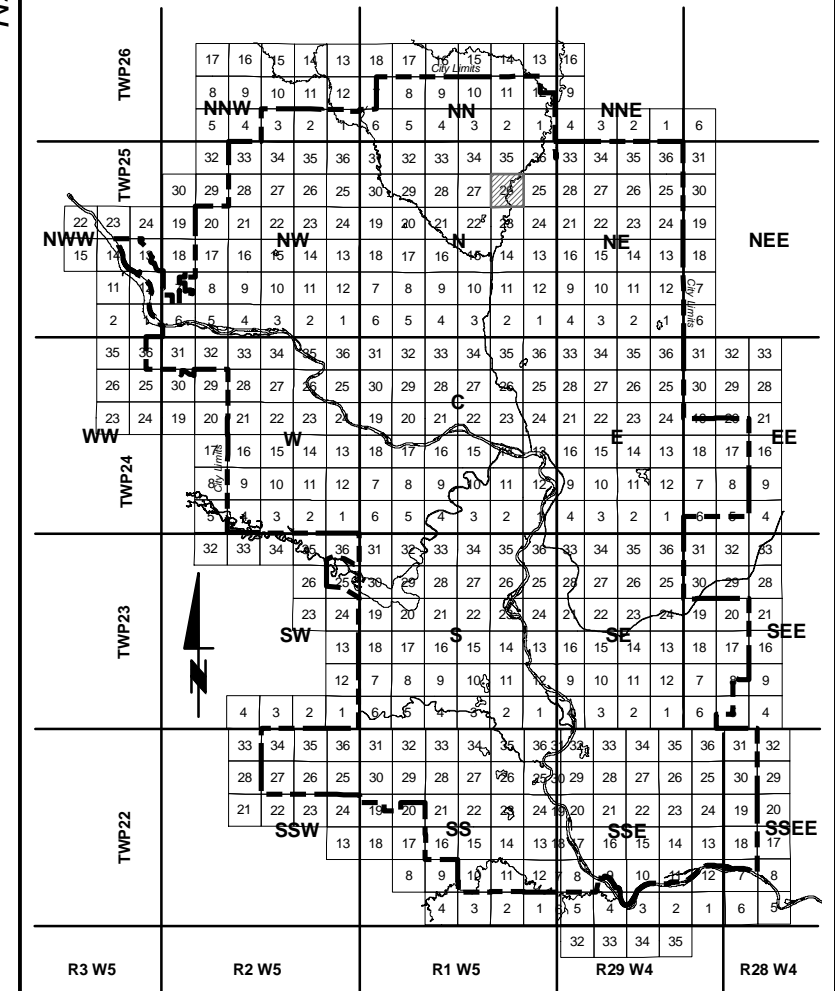 17 16 15 14 13 18 17 16 15 14 13 16
City Limits
TWP26
8 9 10 11 12 8 9 10 11 12 9
NNW NN NNE
5 4 3 2 1 6 5 4 3 2 1 4 3 2 1 6
32 33 34 35 36 31 32 33 34 35 36 33 34 35 36 31
TWP25
30 29 28 27 26 25 30 29 28 27 26 25 28 27 26 25 30
22 23 24 19 20 21 22 23 24 19 20 21 22 23 24 21 22 23 24 19
NWW NW N NE NEE
15 14 13 18 17 16 15 14 13 18 17 16 15 14 13 16 15 14 13 18
11 8 9 10 11 12 7 8 9 10 11 12 9 10 11 12 7
City Limits
2 6 5 4 3 2 1 6 5 4 3 2 1 4 3 2 1 6
35 36 31 32 33 34 35 36 31 32 33 34 35 36 33 34 35 36 31 32 33
26 25 30 29 28 27 26 25 30 29 28 27 26 25 28 27 26 25 30 29 28
C
23 24 19 20 21 22 23 24 19 20 21 22 23 24 21 22 23 24 19 20 21
WW W E EE
17 16 15 14 13 18 17 16 15 14 13 16 15 14 13 18 17 16
City Limits
TWP24
8 9 10 11 12 7 8 9 10 11 12 9 10 11 12 7 8 9
5 4 3 2 1 6 5 4 3 2 1 4 3 2 1 6 5 4
32 33 34 35 36 31 32 33 34 35 36 33 34 35 36 31 32 33
26 25 30 29 28 27 26 25 28 27 26 25 30 29 28
TWP23
23 24 19 20 21 22 23 24 21 22 23 24 19 20 21
SW S SE SEE
13 18 17 16 15 14 13 16 15 14 13 18 17 16
N
12 7 8 9 10 11 12 9 10 11 12 7 8 9
4 3 2 1 6 5 4 3 2 1 4 3 2 1 6 4
33 34 35 36 31 32 33 34 35 36 31 32 33 34 35 36 31 32
28 27 26 25 30 29 28 27 26 25 30 29 28 27 26 25 30 29
21 22 23 24 19 20 21 22 23 24 19 20 21 22 23 24 19 20
TWP22
SSW SS SSE SSEE
13 18 17 16 15 14 13 18 17 16 15 14 13 18 17
8 9 10 11 12 7 8 9 10 11 12 7 8
4 3 2 1 5 4 3 2 1 6 5
32 33 34 35
R3 W5 R2 W5 R1 W5 R29 W4 R28 W4